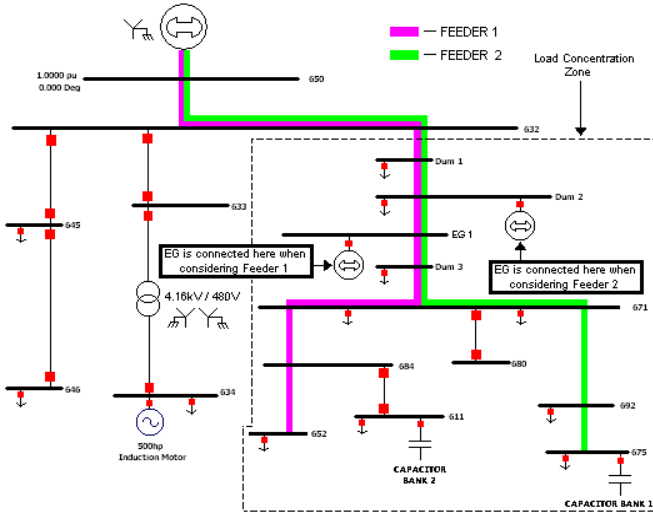 FEEDER 1
FEEDER 2
Load Concentration
Zone
1.0000 pu
0.000 Deg
650
632
Dum 1
Dum 2
633
645
EG 1
EG is connected here when
considering Feeder 1
Dum 3
EG is connected here when
considering Feeder 2
4.16kV / 480V
671
684
680
646
634
692
611
652
500hp
Induction Motor
675
CAPACITOR
BANK 2
CAPACITOR BANK 1